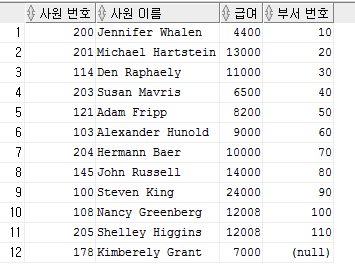 사원 번호 사원 이름 급여 부서 번호
1 200 Jennifer Whalen 4400 10
2 201 Michael Hartstein 13000 20
3 114 Den Raphaely 11000 30
4 203 Susan Mavris 6500 40
5 121 Adam Fripp 8200 50
6 103 Alexander Hunold 9000 60
7 204 Hermann Baer 10000 70
8 145 John Russell 14000 80
9 100 Steven King 24000 90
10 108 Nancy Greenberg 12008 100
11 205 Shelley Higgins 12008 110
12 178 Kimberely Grant 7000 (null)